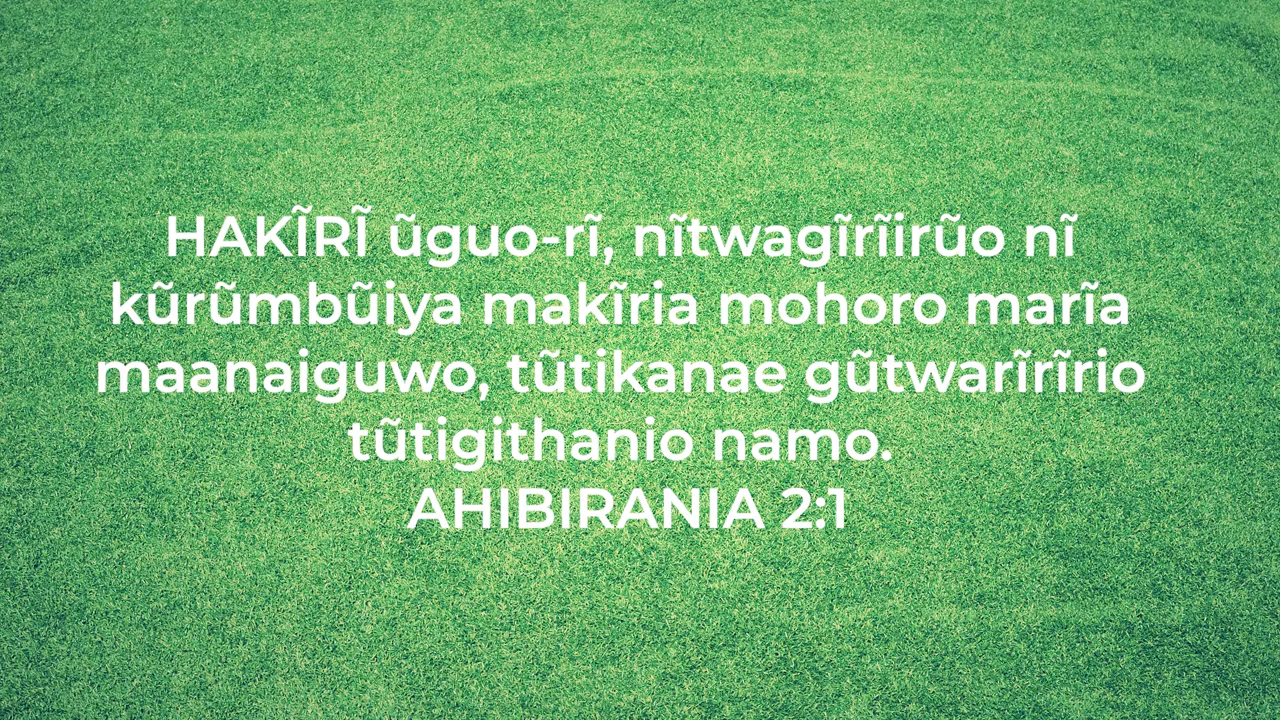 HAKĨRĨ ũguo-rĩ, nĩtwagĩrĩirũo nĩ
kũrũmbũiya makĩria mohoro marĩa
maanaiguwo, tũtikanae gũtwarĩrĩrio
tũtigithanio namo.
AHIBIRANIA 2:1